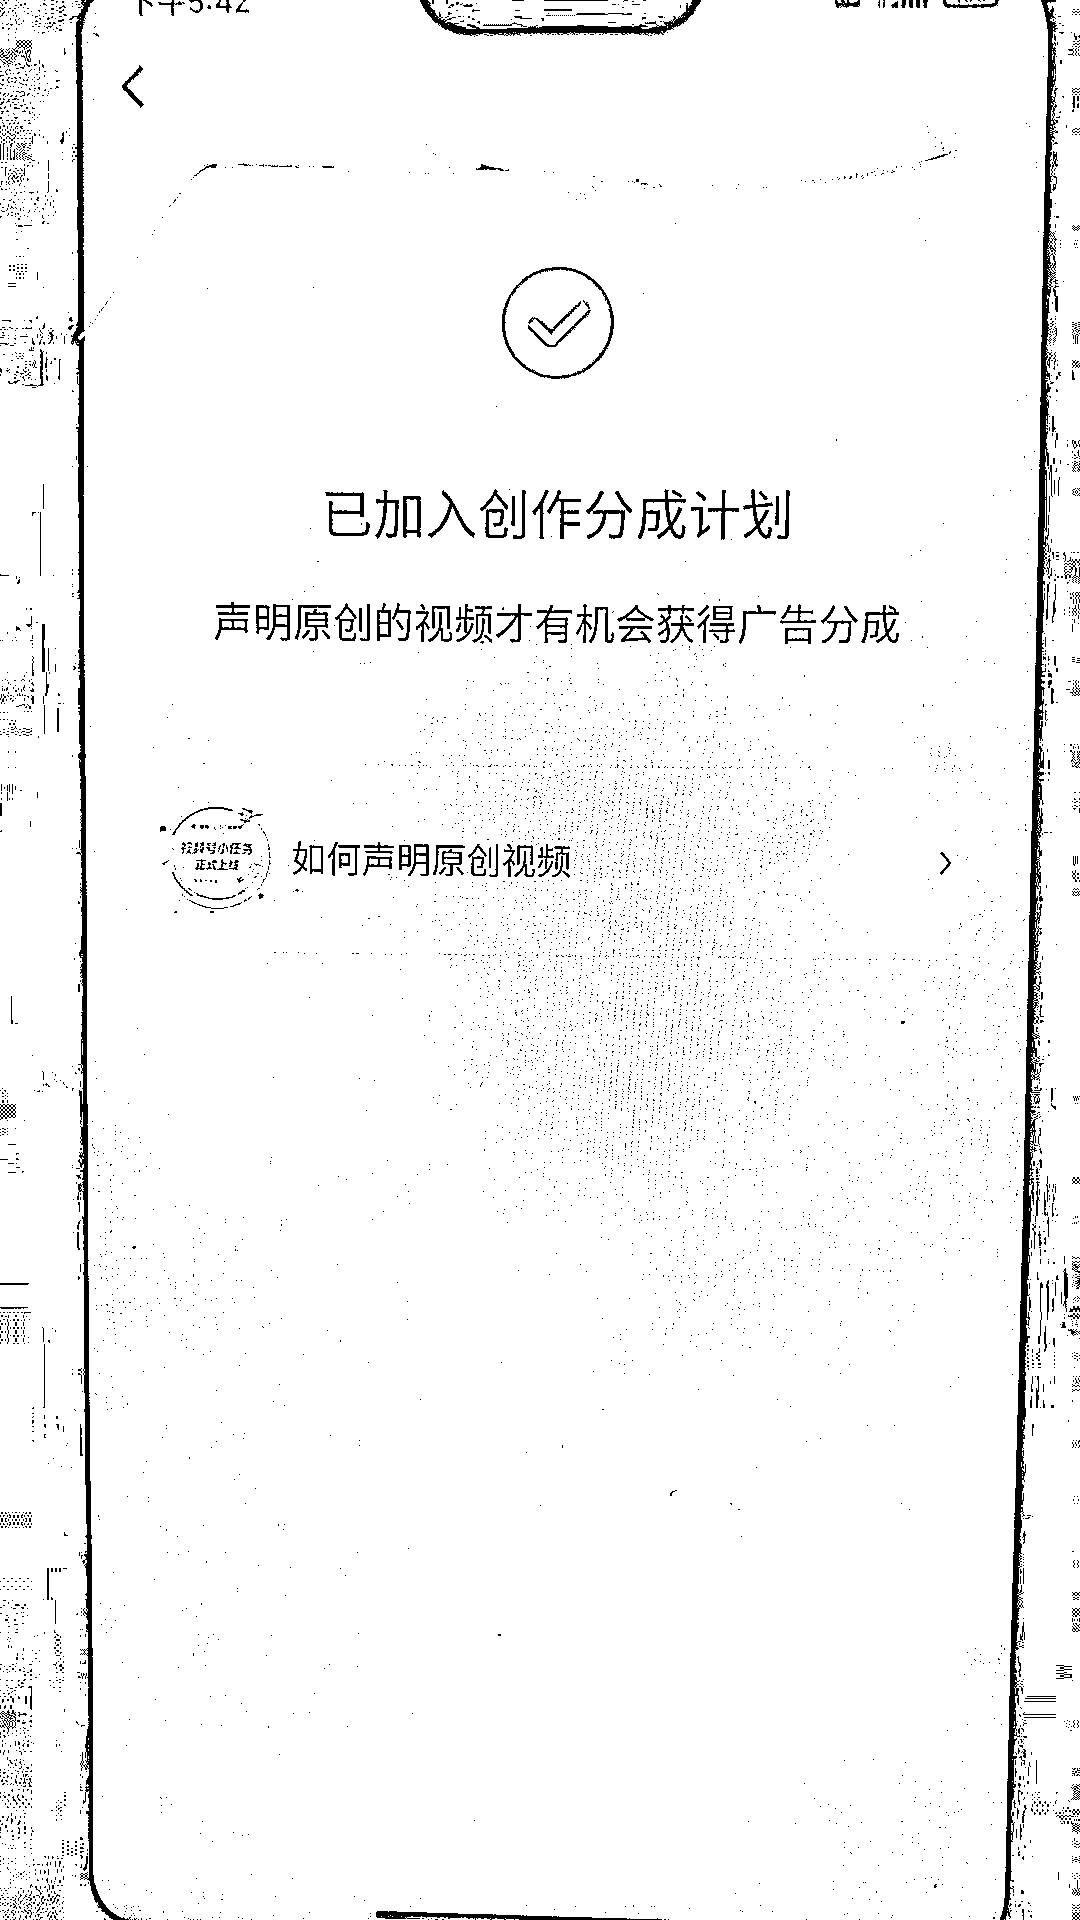 下午5:42
已加入创作分成计划
声明原创的视频才有机会获得广告分成
视频号小任务
正式上线
如何声明原创视频